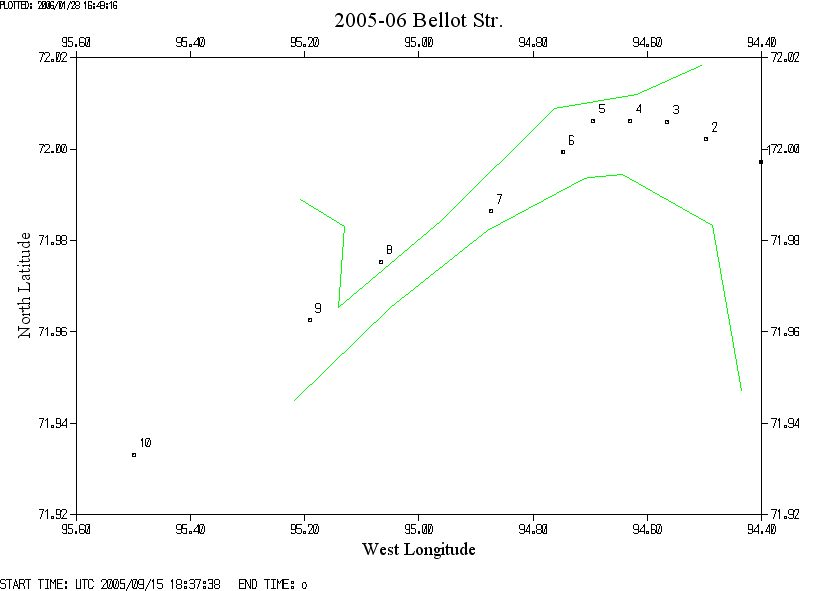 PLOTTED: 2006/01/28 16:49:16
2005-06 Bellot Str.
95.60 95.40 95.20 95.00 94.80 94.60 94.40
72.02 72.02
5 4 3
2
6
72.00 1 72.00
7
71.98 71.98
8
9
71.96 71.96
71.94 71.94
10
71.92 71.92
95.60 95.40 95.20 95.00 94.80 94.60 94.40
North Latitude
West Longitude
START TIME: UTC 2005/09/15 18:37:38 END TIME: o